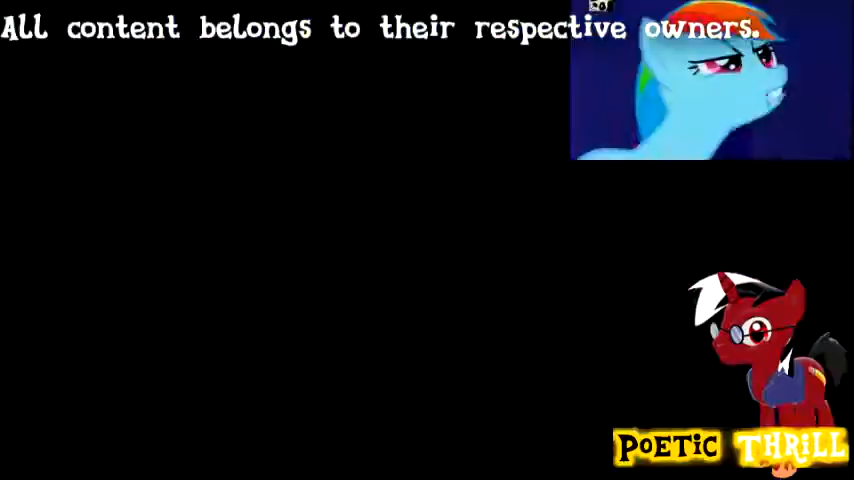 All content belongs to their respective owners.
POETIC THRILL